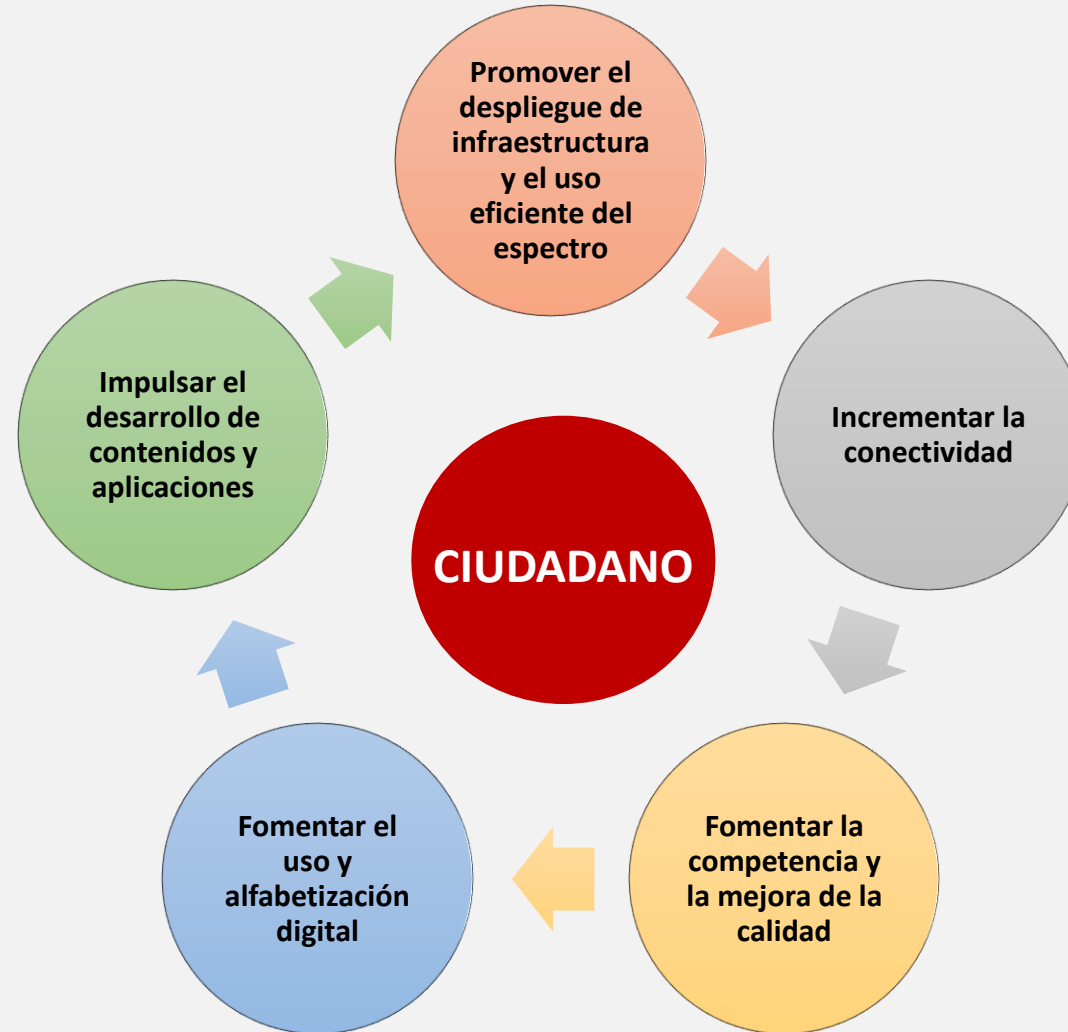 Promover el
despliegue de
infraestructura
y el uso
eficiente del
espectro
Incrementar la
conectividad
Fomentar la
competencia y
la mejora de la
calidad
Fomentar el
uso y
alfabetización
digital
Impulsar el
desarrollo de
contenidos y
aplicaciones
CIUDADANO